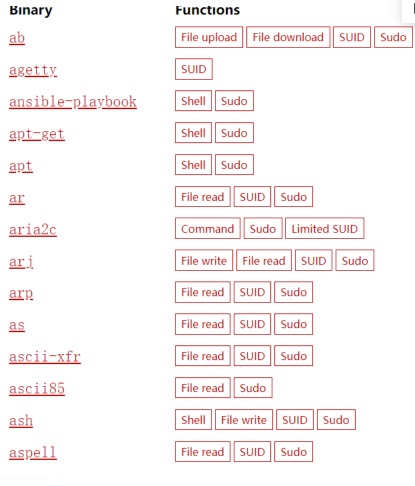 Binary Functions
ab File upload File download SUID Sudo
agetty SUID
ansible-playbook Shell Sudo
apt-get Shell Sudo
apt Shell Sudo
ar File read SUID Sudo
aria2c Command Sudo Limited SUID
arj File write File read SUID Sudo
arp File read SUID Sudo
as File read SUID Sudo
ascii-xfr File read SUID Sudo
ascii85 File read Sudo
ash Shell File write SUID Sudo
aspell File read SUID Sudo